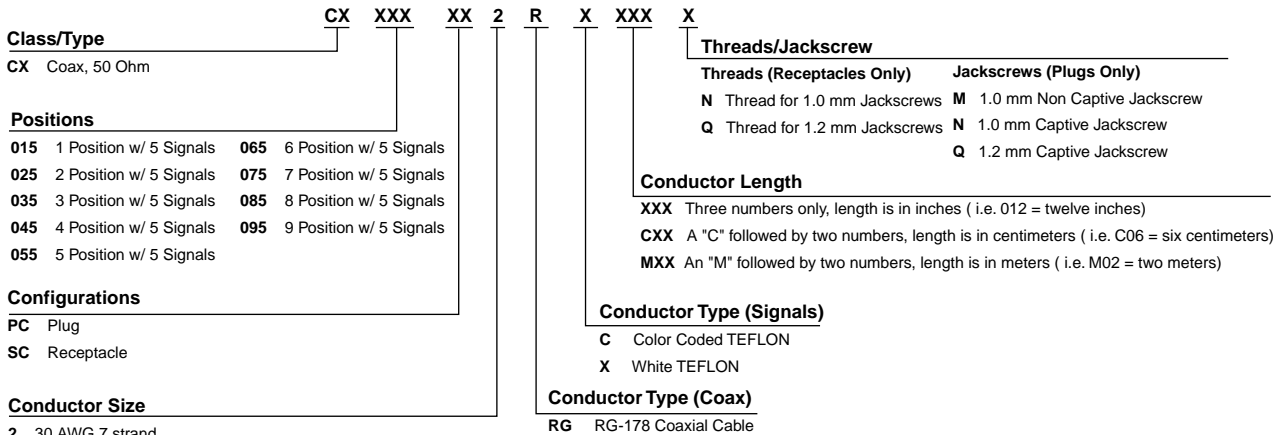 CX XXX XX 2 R X XXX X
Class/Type
CX Coax, 50 Ohm
Positions
015 1 Position w/ 5 Signals 065 6 Position w/ 5 Signals
025 2 Position w/ 5 Signals 075 7 Position w/ 5 Signals
035 3 Position w/ 5 Signals 085 8 Position w/ 5 Signals
045 4 Position w/ 5 Signals 095 9 Position w/ 5 Signals
055 5 Position w/ 5 Signals
Configurations
PC Plug
SC Receptacle
Conductor Size
2 30 AWG 7 strand
Threads/Jackscrew
Threads (Receptacles Only) Jackscrews (Plugs Only)
N Thread for 1.0 mm Jackscrews M 1.0 mm Non Captive Jackscrew
Q Thread for 1.2 mm Jackscrews N 1.0 mm Captive Jackscrew
Q 1.2 mm Captive Jackscrew
Conductor Length
XXX Three numbers only, length is in inches ( i.e. 012 = twelve inches)
CXX A "C" followed by two numbers, length is in centimeters ( i.e. C06 = six centimeters)
MXX An "M" followed by two numbers, length is in meters ( i.e. M02 = two meters)
Conductor Type (Signals)
C Color Coded TEFLON
X White TEFLON
Conductor Type (Coax)
RG RG-178 Coaxial Cable